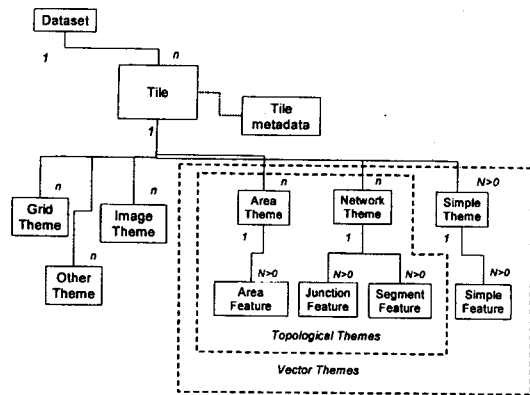 Dataset
1
n
Tile
Tile
metadata
1
n
n
n
n
N>0
Grid
Theme
Image
Theme
Area
Theme
Network
Theme
Simple
Theme
n
1
1
1
Other
Theme
N>0
N>0
N>0
N>0
Area
Feature
Junction
Feature
Segment
Feature
Simple
Feature
Topological Themes
Vector Themes